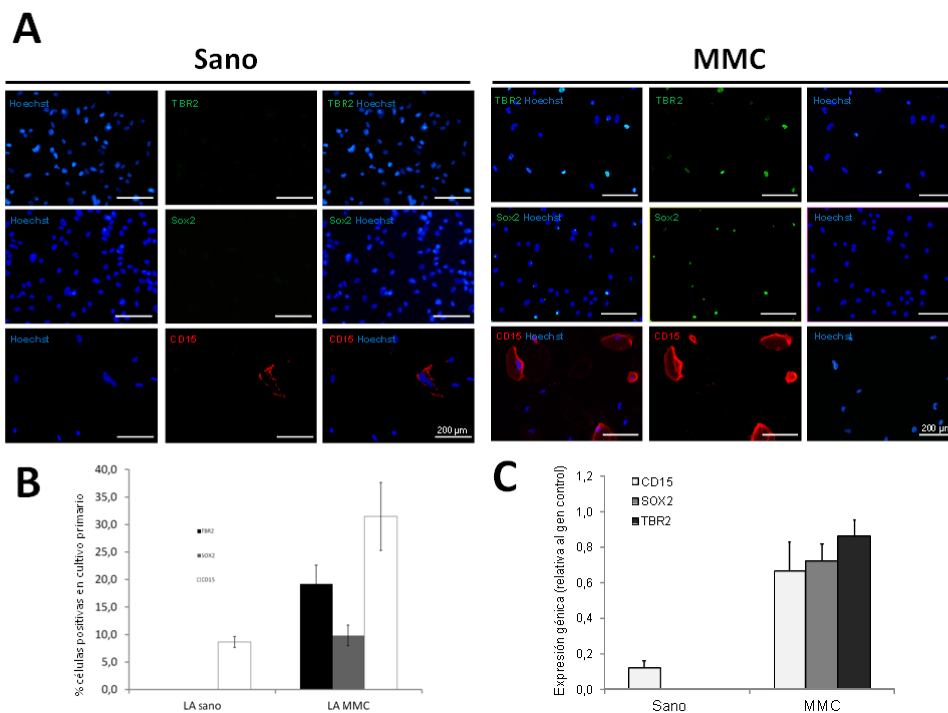 A
Sano
MMC
Hoechst
TBR2
TBR2 Hoechst
TBR2 Hoechst
TBR2
Hoechst
Hoechst
Sox2
Sox2 Hoechst
Sox2 Hoechst
Sox2
Hoechst
Hoechst
CD15
CD15 Hoechst
200 µm
CD15 Hoechst
CD15
Hoechst
200 µm
B
% células positivas en cultivo primario
40,0
35,0
30,0
25,0
20,0
15,0
10,0
5,0
0,0
TBR2
SOX2
CD15
LA sano
LA MMC
C
Expresión génica (relativa al gen control)
1,2
1,0
0,8
0,6
0,4
0,2
0,0
CD15
SOX2
TBR2
Sano
MMC